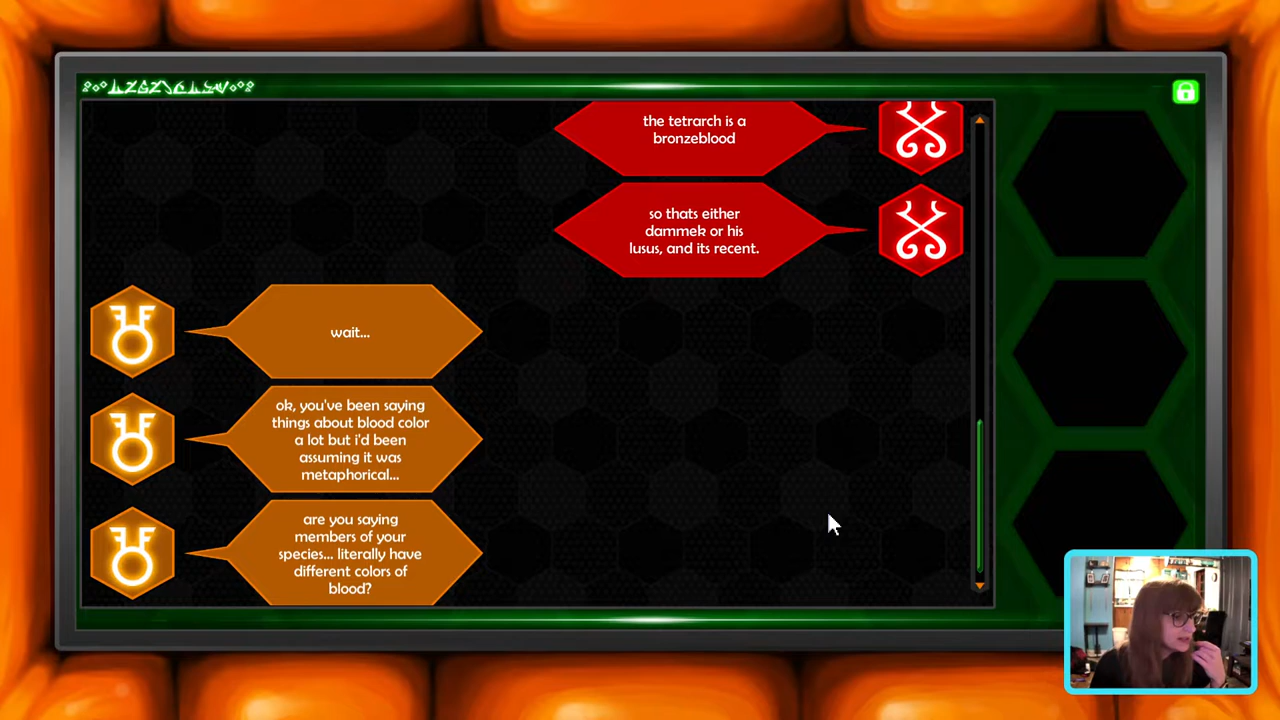 the tetrarch is a
bronzeblood
so thats either
dammek or his
lusus, and its recent.
wait...
ok, you've been saying
things about blood color
a lot but i'd been
assuming it was
metaphorical...
are you saying
members of your
species... literally have
different colors of
blood?